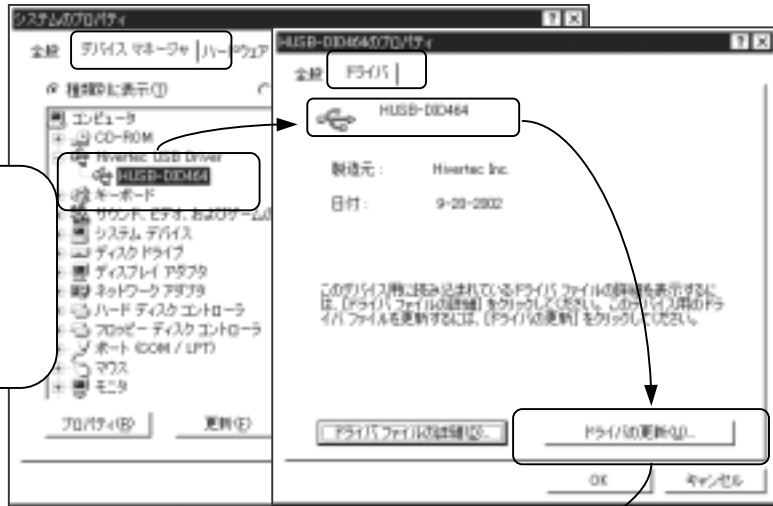 システムのプロパティ
全般 デバイス マネージャ ハードウェア
種類別に表示(T)
コンピュータ
CD-ROM
Hivertec USB Driver
HUSB-DIO464
キーボード
サウンド、ビデオ、およびゲームの
システム デバイス
ディスク ドライブ
ディスプレイ アダプタ
ネットワーク アダプタ
ハード ディスク コントローラ
フロッピー ディスク コントローラ
ポート (COM / LPT)
マウス
モニタ
プロパティ(R) 更新(E)
HUSB-DIO464のプロパティ
全般 ドライバ
HUSB-DIO464
製造元: Hivertec Inc.
日付: 9-20-2002
このデバイス用に読み込まれているドライバ ファイルの詳細を表示するに
は、[ドライバ ファイルの詳細] をクリックしてください。このデバイス用のドラ
イバ ファイルを更新するには、[ドライバの更新] をクリックしてください。
ドライバ ファイルの詳細(D)... ドライバの更新(U)...
OK キャンセル